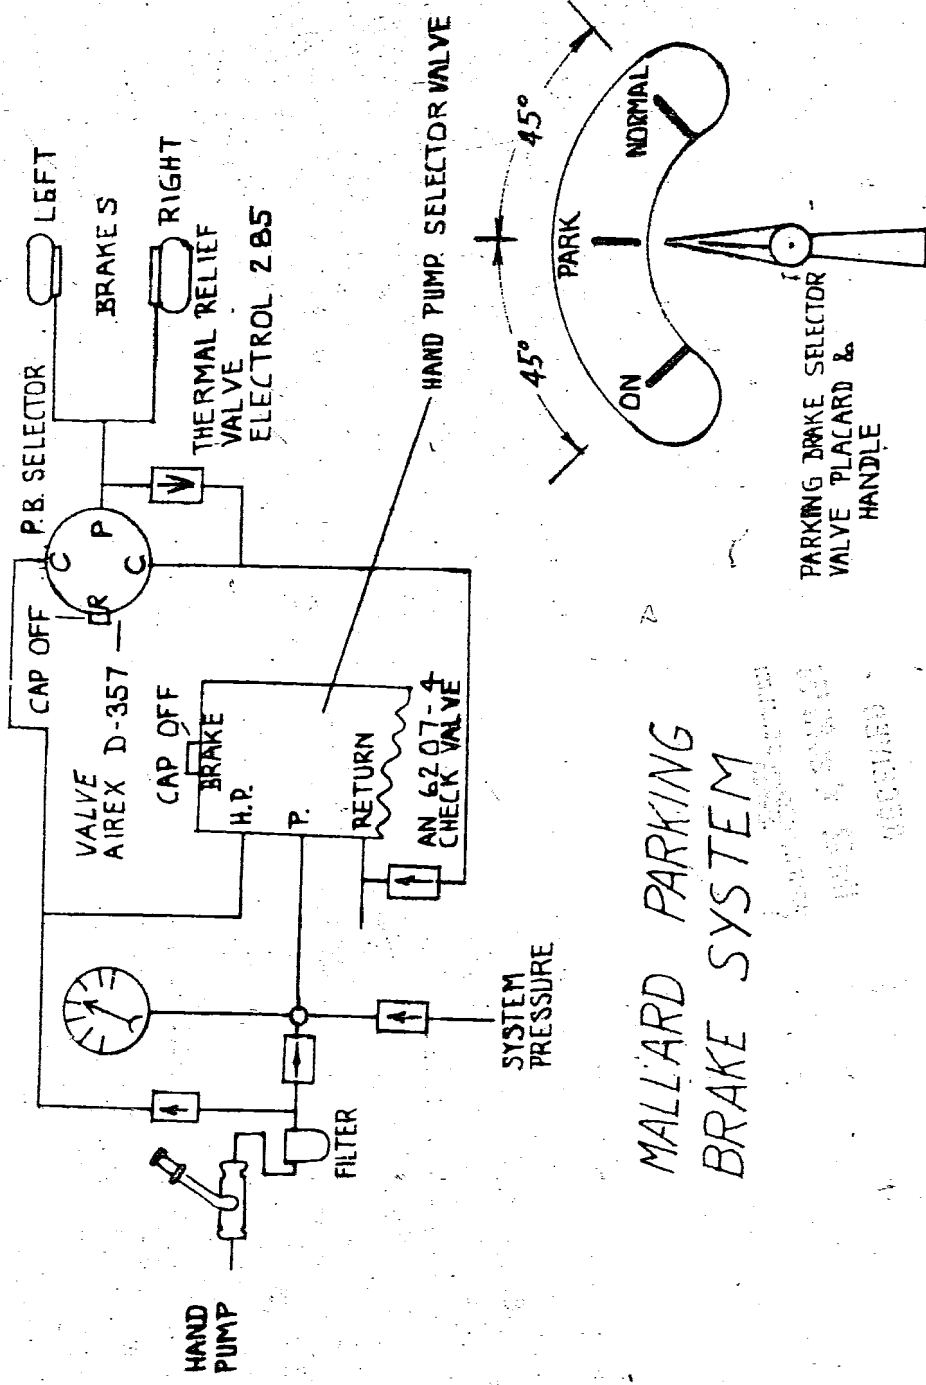 HAND
PUMP
FILTER
SYSTEM
PRESSURE
VALVE
AIREX D-357
CAP OFF
P.B. SELECTOR
C
P
R
C
LEFT
BRAKES
RIGHT
THERMAL RELIEF
VALVE
ELECTROL 2B5
CAP OFF
BRAKE
H.P.
P.
RETURN
AN 6207-4
CHECK VALVE
HAND PUMP SELECTOR VALVE
MALLARD PARKING
BRAKE SYSTEM
45°
45°
ON
PARK
NORMAL
PARKING BRAKE SELECTOR
VALVE PLACARD &
HANDLE